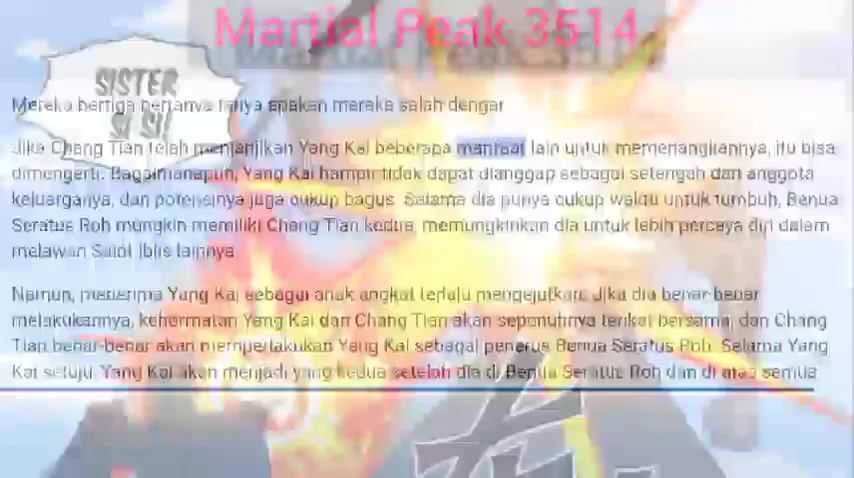 Martial Peak 3514
SISTER
SI SI!
Mereka bertiga bertanya-tanya apakah mereka salah dengar
Jika Chang Tian telah menjanjikan Yang Kai beberapa manfaat lain untuk memenangkannya, itu bisa
dimengerti. Bagaimanapun, Yang Kai hampir tidak dapat dianggap sebagai setengah dari anggota
keluarganya, dan potensinya juga cukup bagus. Selama dia punya cukup waktu untuk tumbuh, Benua
Seratus Roh mungkin memiliki Chang Tian kedua, memungkinkan dia untuk lebih percaya diri dalam
melawan Saint Iblis lainnya
Namun, menerima Yang Kai sebagai anak angkat terlalu mengejutkan. Jika dia benar-benar
melakukannya, kehormatan Yang Kai dan Chang Tian akan sepenuhnya terikat bersama, dan Chang
Tian benar-benar akan memperlakukan Yang Kai sebagai penerus Benua Seratus Roh. Selama Yang
Kai setuju, Yang Kai akan menjadi yang kedua setelah dia di Benua Seratus Roh dan di atas semua